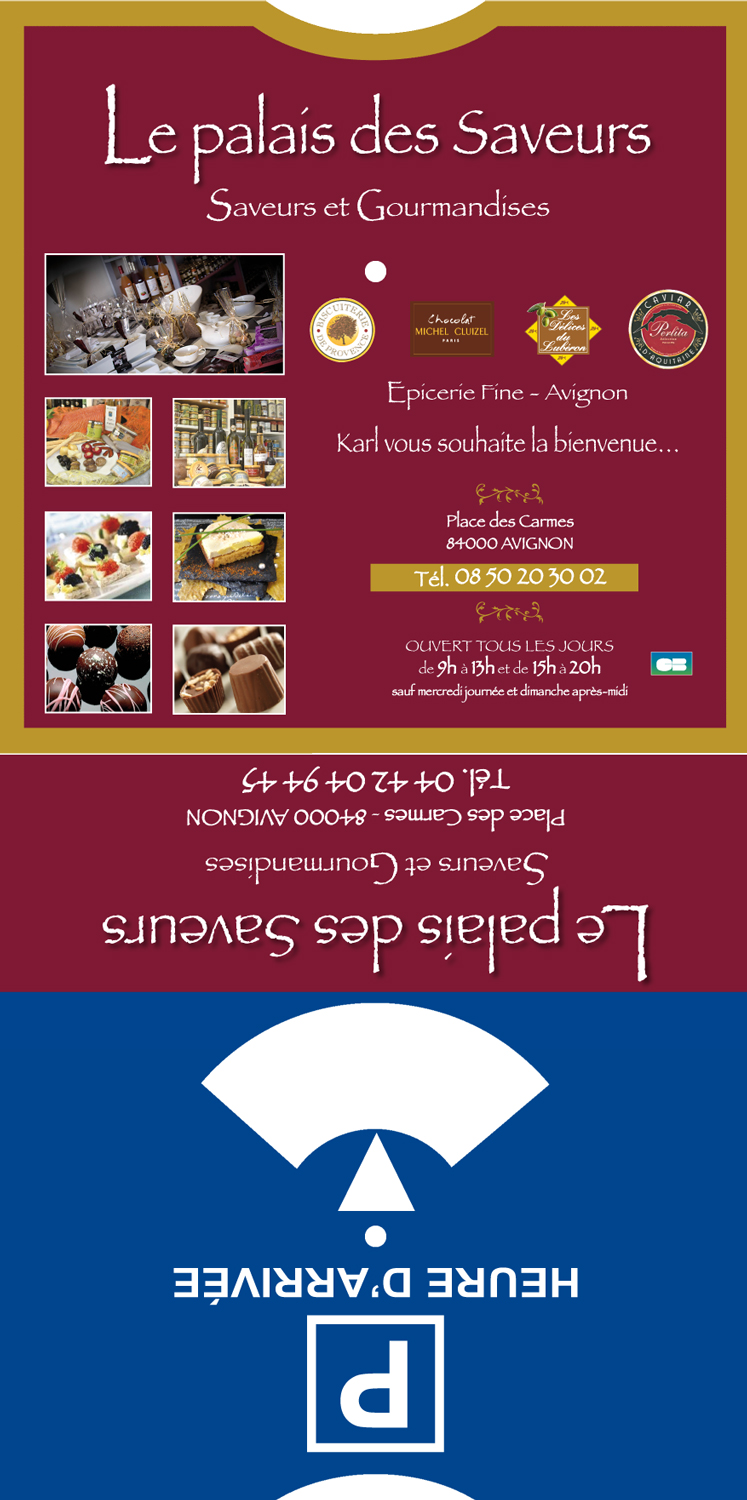 Le palais des Saveurs
Saveurs et Gourmandises
BISCUITERIE DE PROVENCE
Chocolat
MICHEL CLUIZEL
PARIS
Les
Délices
du
Lubéron
CAVIAR
Perlita
D'AQUITAINE
Epicerie Fine - Avignon
Karl vous souhaite la bienvenue...
Place des Carmes
84000 AVIGNON
Tél. 08 50 20 30 02
OUVERT TOUS LES JOURS
de 9h à 13h et de 15h à 20h
CB
sauf mercredi journée et dimanche après-midi
P
HEURE D'ARRIVÉE
Le palais des Saveurs
Saveurs et Gourmandises
Place des Carmes - 84000 AVIGNON
Tél. 04 42 04 94 45